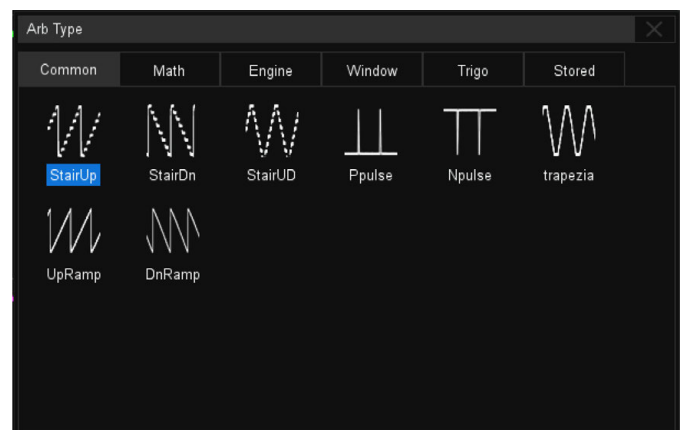 Arb Type
Common Math Engine Window Trigo Stored
StairUp StairDn StairUD Ppulse Npulse trapezia
UpRamp DnRamp